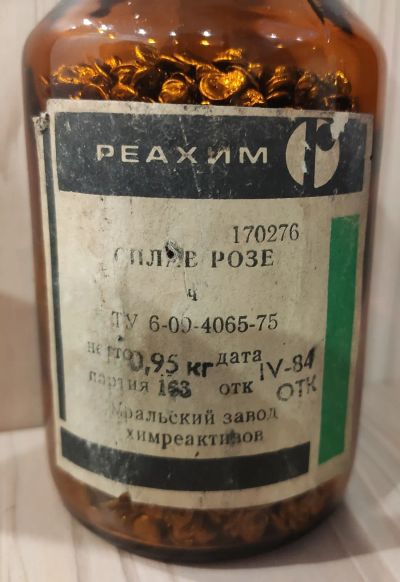 РЕАХИМ
170276
СПЛАВ РОЗЕ
ч
ТУ 6-09-4065-75
нетто 0,95 кг дата IV-84
партия 163 отк ОТК
Уральский завод
химреактивов